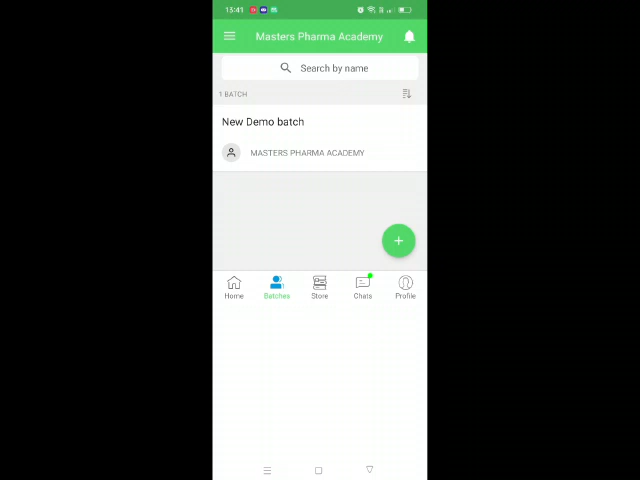 13:41
Masters Pharma Academy
Search by name
1 BATCH
New Demo batch
MASTERS PHARMA ACADEMY
Home
Batches
Store
Chats
Profile